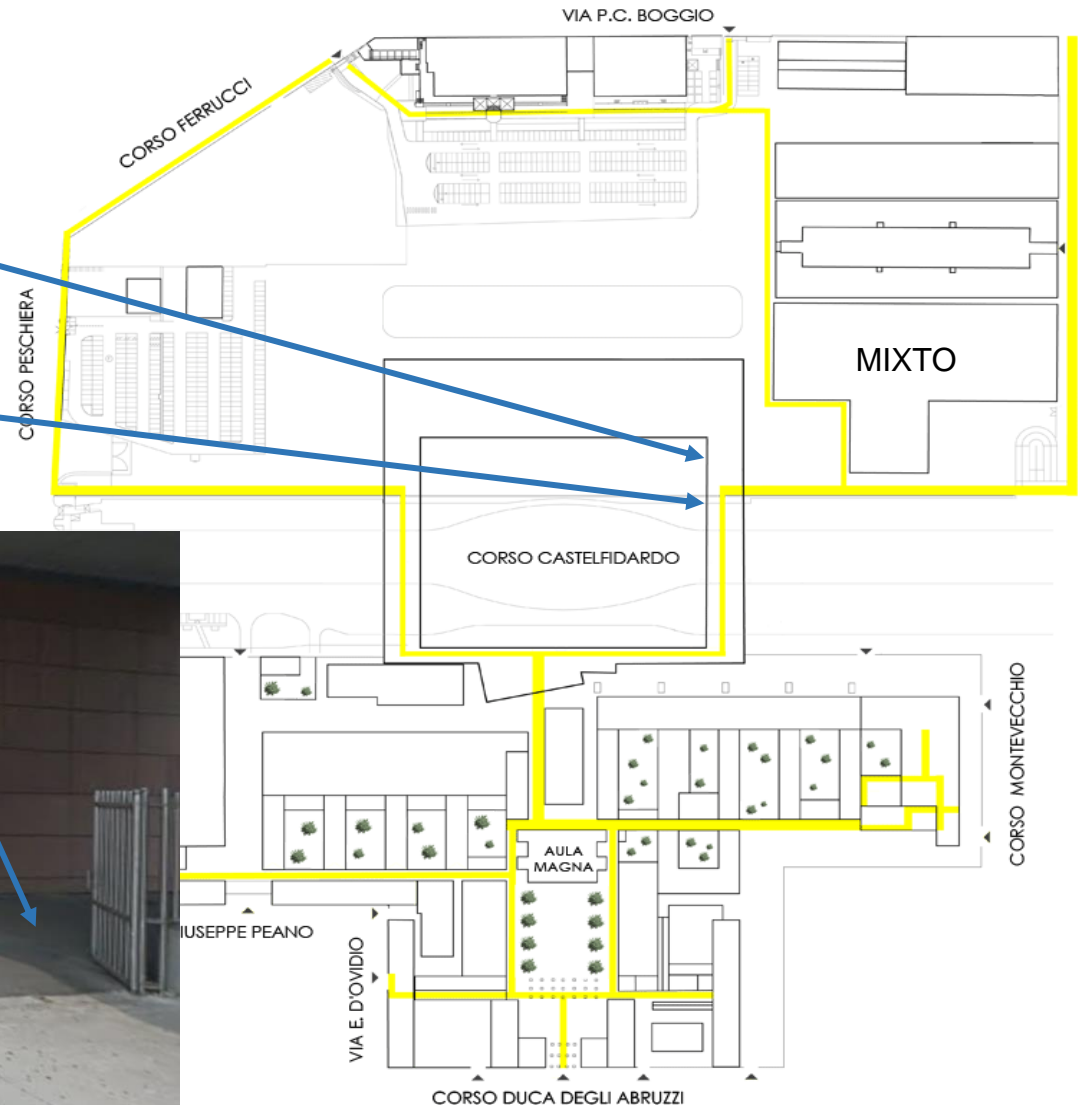 VIA P.C. BOGGIO
CORSO FERRUCCI
CORSO PESCHIERA
MIXTO
CORSO CASTELFIDARDO
CORSO MONTEVECCHIO
AULA
MAGNA
IUSEPPE PEANO
VIA E. D'OVIDIO
CORSO DUCA DEGLI ABRUZZI